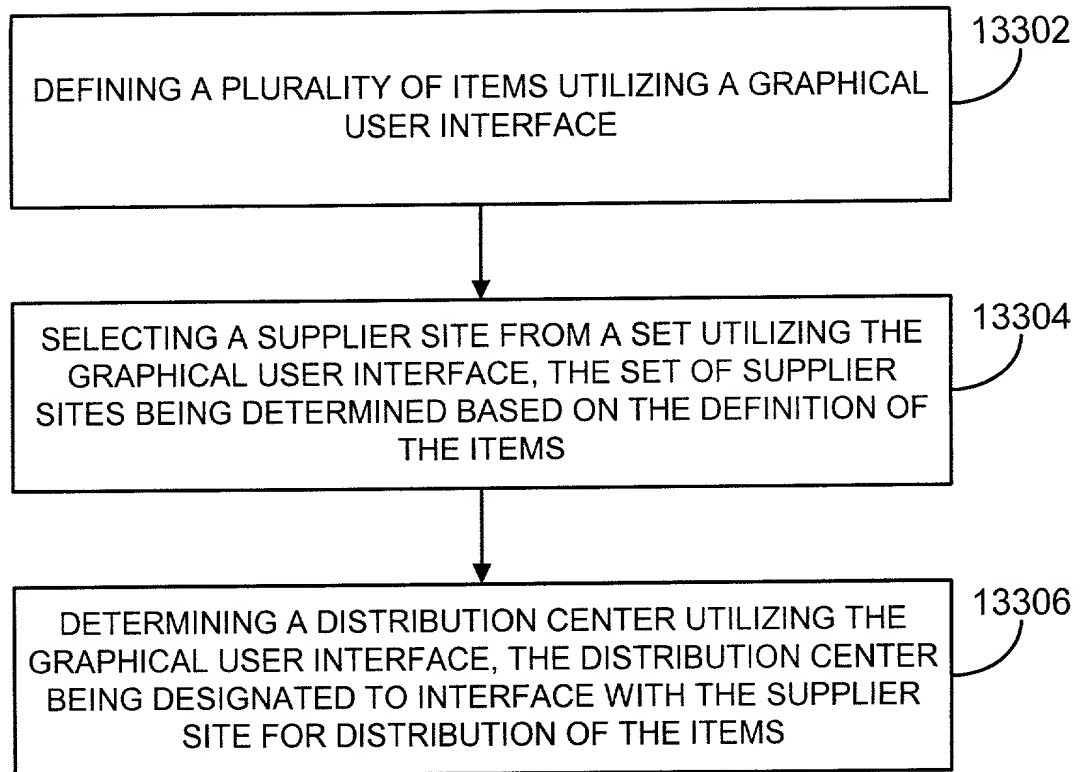 13302
DEFINING A PLURALITY OF ITEMS UTILIZING A GRAPHICAL
USER INTERFACE
13304
SELECTING A SUPPLIER SITE FROM A SET UTILIZING THE
GRAPHICAL USER INTERFACE, THE SET OF SUPPLIER
SITES BEING DETERMINED BASED ON THE DEFINITION OF
THE ITEMS
13306
DETERMINING A DISTRIBUTION CENTER UTILIZING THE
GRAPHICAL USER INTERFACE, THE DISTRIBUTION CENTER
BEING DESIGNATED TO INTERFACE WITH THE SUPPLIER
SITE FOR DISTRIBUTION OF THE ITEMS